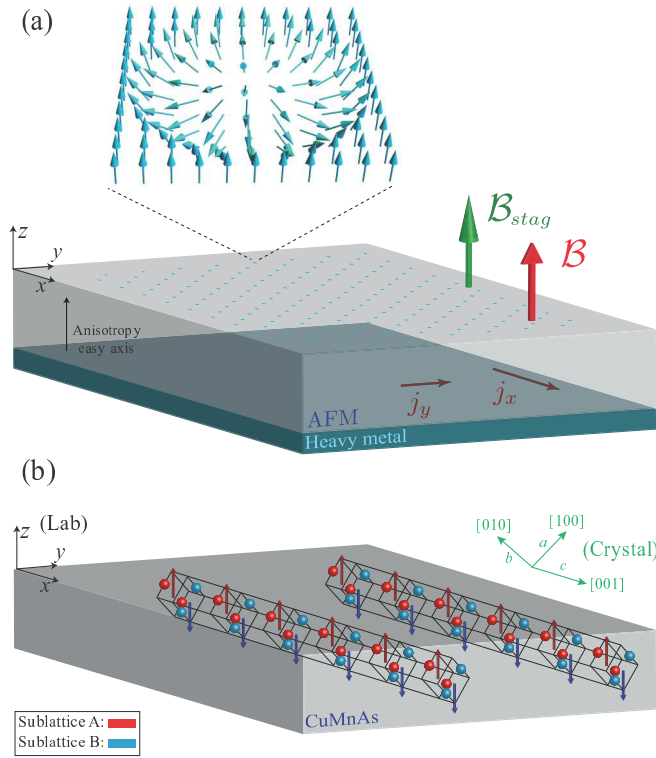 (a)
B_stag
B
z
y
x
Anisotropy
easy axis
j_y
j_x
AFM
Heavy metal
(b)
(Lab)
z
y
x
[010]
[100]
(Crystal)
b
a
c
[001]
CuMnAs
Sublattice A:
Sublattice B: